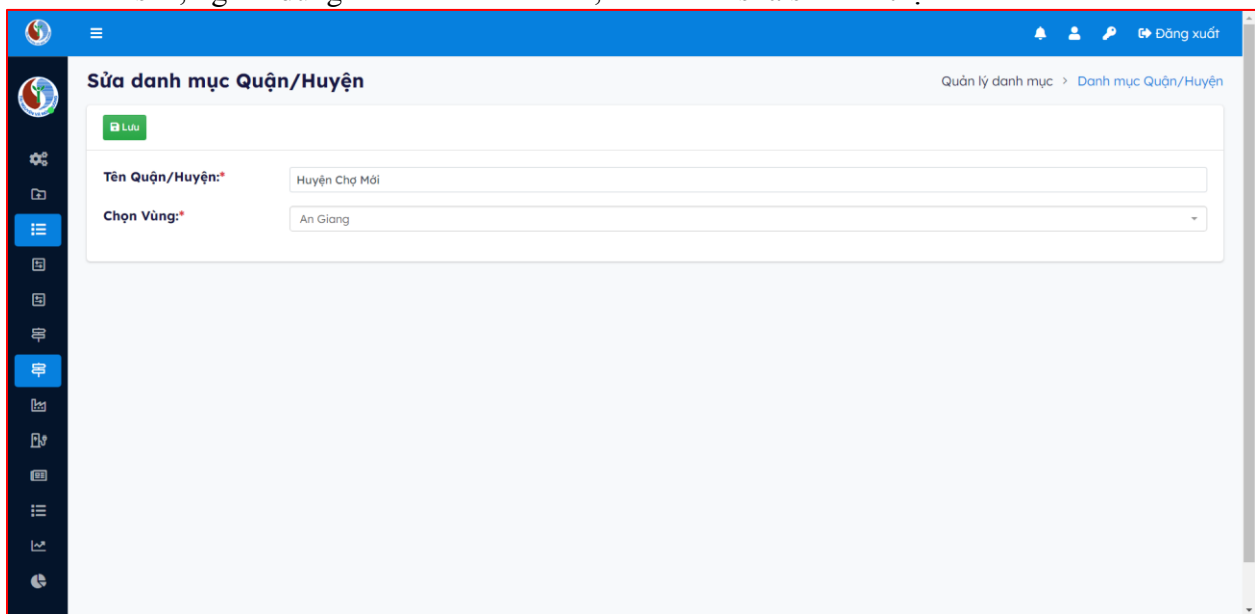 Đăng xuất
Sửa danh mục Quận/Huyện
Quản lý danh mục > Danh mục Quận/Huyện
Lưu
Tên Quận/Huyện:*
Huyện Chợ Mới
Chọn Vùng:*
An Giang